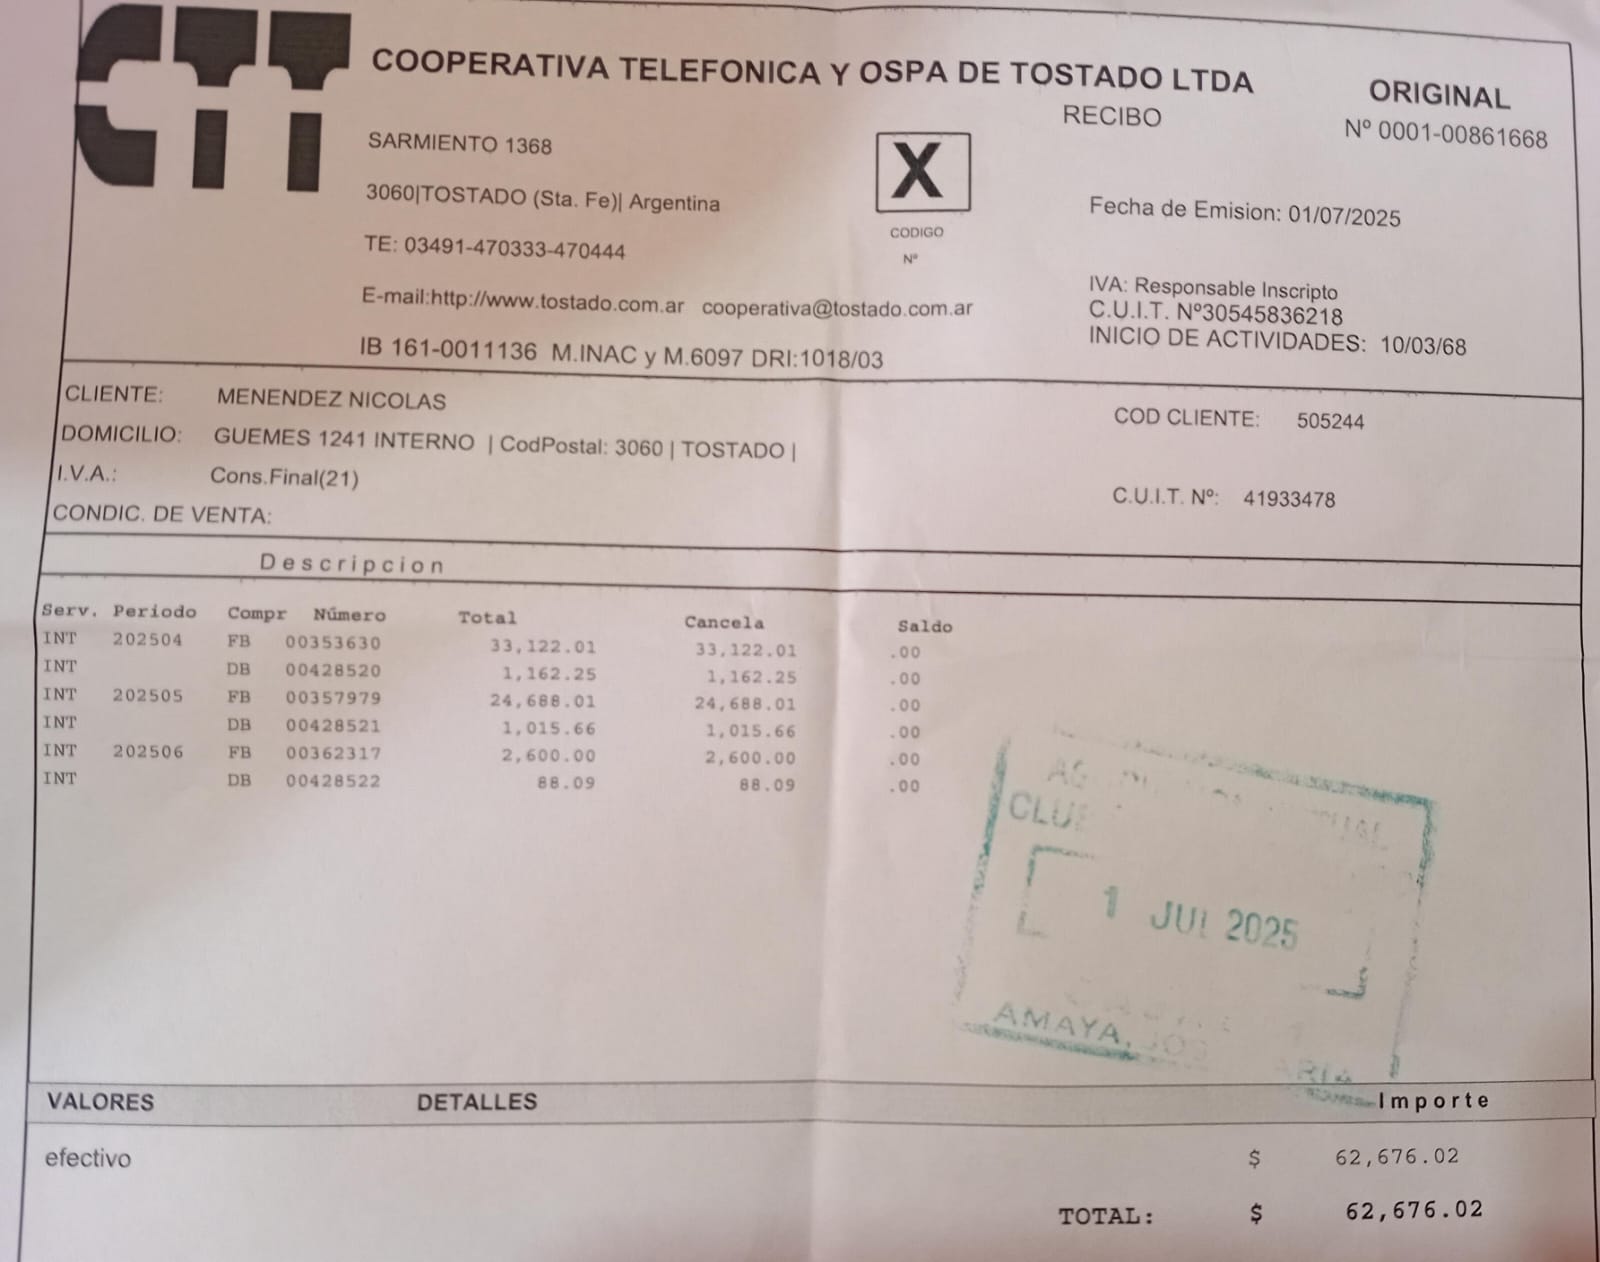 CTT
COOPERATIVA TELEFONICA Y OSPA DE TOSTADO LTDA
ORIGINAL
RECIBO
Nº 0001-00861668
SARMIENTO 1368
X
3060|TOSTADO (Sta. Fe)| Argentina
Fecha de Emision: 01/07/2025
CODIGO
Nº
TE: 03491-470333-470444
IVA: Responsable Inscripto
E-mail:http://www.tostado.com.ar cooperativa@tostado.com.ar
C.U.I.T. Nº30545836218
INICIO DE ACTIVIDADES: 10/03/68
IB 161-0011136 M.INAC y M.6097 DRI:1018/03
CLIENTE: MENENDEZ NICOLAS
COD CLIENTE: 505244
DOMICILIO: GUEMES 1241 INTERNO | CodPostal: 3060 | TOSTADO |
I.V.A.: Cons.Final(21)
C.U.I.T. Nº: 41933478
CONDIC. DE VENTA:
Descripcion
Serv. Periodo Compr Número Total Cancela Saldo
INT 202504 FB 00353630 33,122.01 33,122.01 .00
INT DB 00428520 1,162.25 1,162.25 .00
INT 202505 FB 00357979 24,688.01 24,688.01 .00
INT DB 00428521 1,015.66 1,015.66 .00
INT 202506 FB 00362317 2,600.00 2,600.00 .00
INT DB 00428522 88.09 88.09 .00
1 JUL 2025
AMAYA,
VALORES DETALLES Importe
efectivo $ 62,676.02
TOTAL: $ 62,676.02